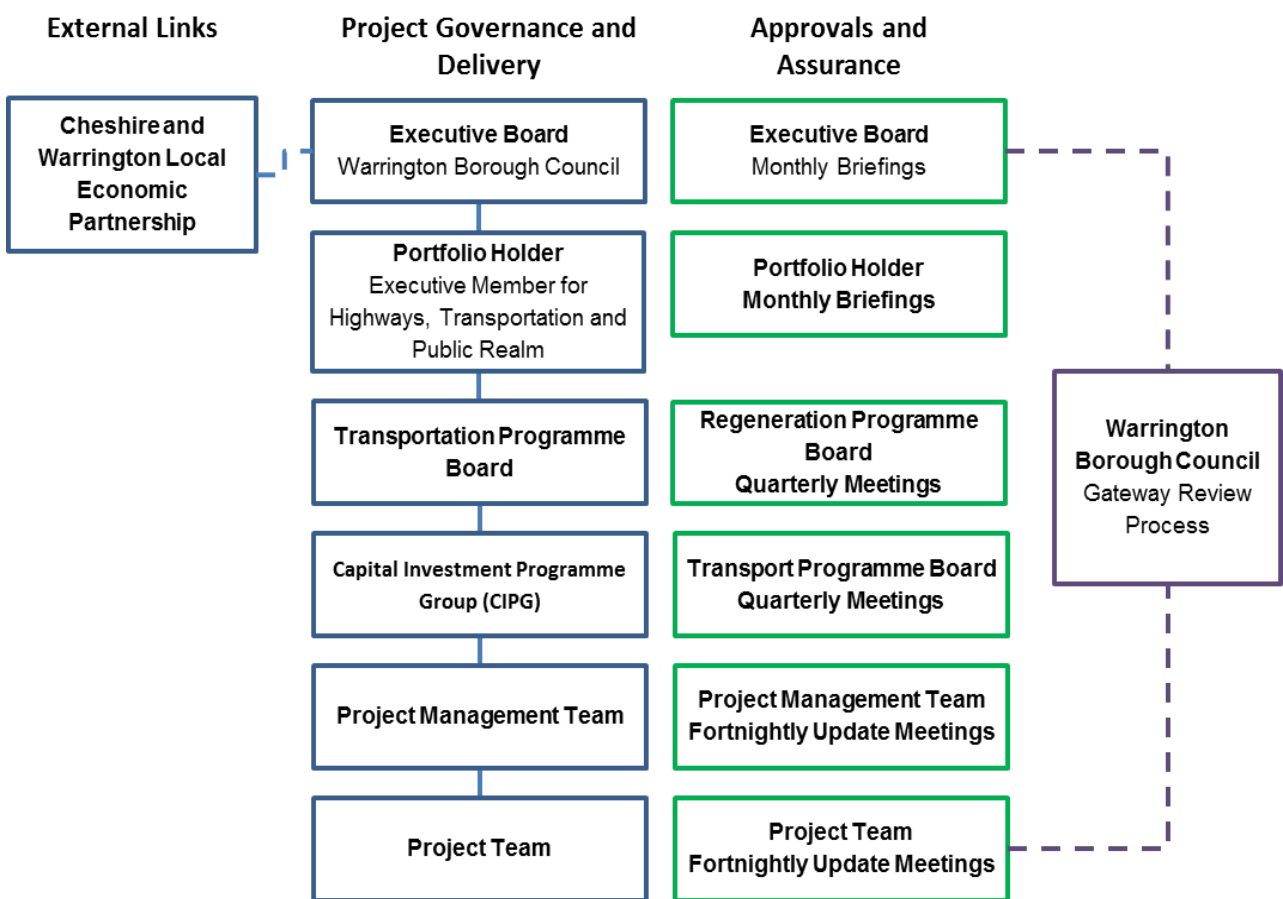 External Links
Project Governance and
Delivery
Approvals and
Assurance
Cheshire and
Warrington Local
Economic
Partnership
Executive Board
Warrington Borough Council
Portfolio Holder
Executive Member for
Highways, Transportation and
Public Realm
Transportation Programme
Board
Capital Investment Programme
Group (CIPG)
Project Management Team
Project Team
Executive Board
Monthly Briefings
Portfolio Holder
Monthly Briefings
Regeneration Programme
Board
Quarterly Meetings
Transport Programme Board
Quarterly Meetings
Project Management Team
Fortnightly Update Meetings
Project Team
Fortnightly Update Meetings
Warrington
Borough Council
Gateway Review
Process